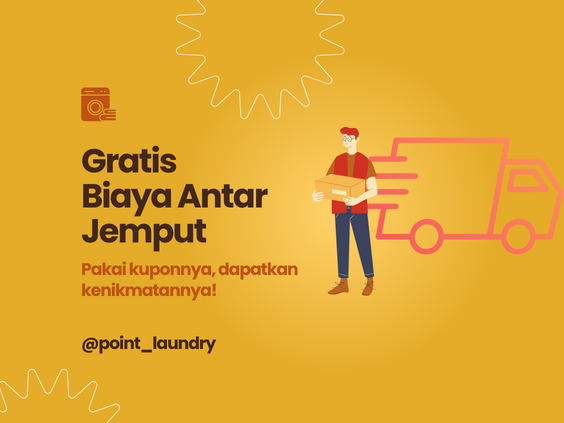 Gratis
Biaya Antar
Jemput
Pakai kuponnya, dapatkan
kenikmatannya!
@point_laundry